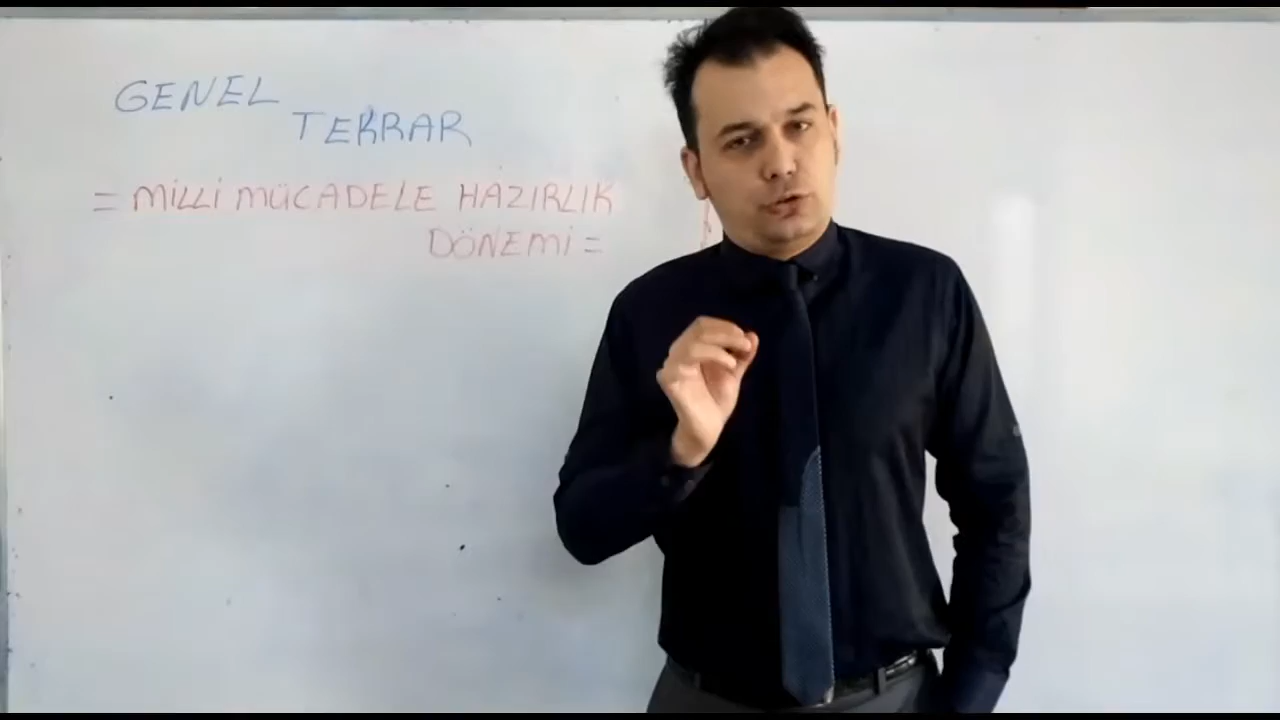 GENEL
TEKRAR
= MİLLİ MÜCADELE HAZIRLIK
DÖNEMİ =